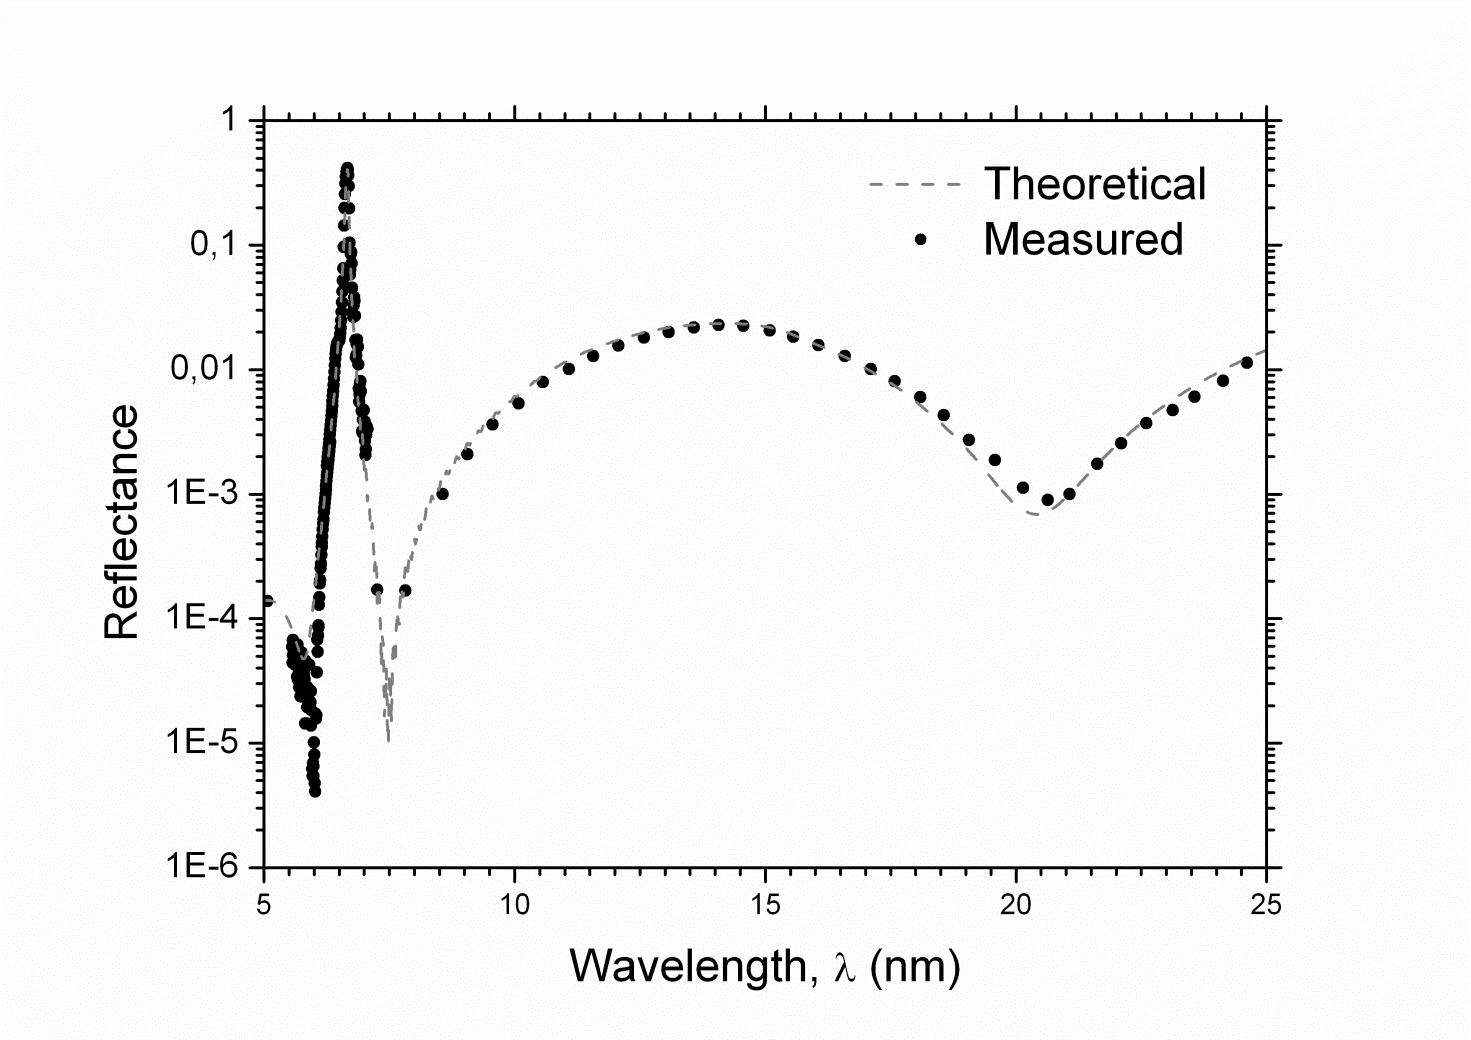 1
0,1
0,01
1E-3
1E-4
1E-5
1E-6
Reflectance
Theoretical
Measured
5 10 15 20 25
Wavelength, λ (nm)